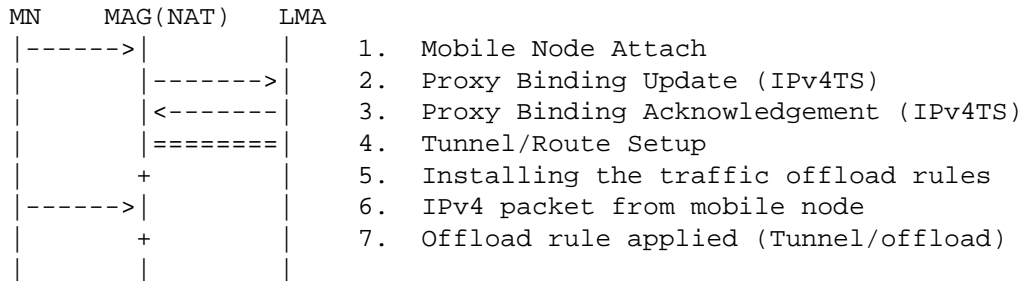 MN     MAG(NAT)    LMA
|------>|          |    1.  Mobile Node Attach
|       |------->|    2.  Proxy Binding Update (IPv4TS)
|       |<-------|    3.  Proxy Binding Acknowledgement (IPv4TS)
|       |========|    4.  Tunnel/Route Setup
|       +        |    5.  Installing the traffic offload rules
|------>|        |    6.  IPv4 packet from mobile node
|       +        |    7.  Offload rule applied (Tunnel/offload)
|       |        |